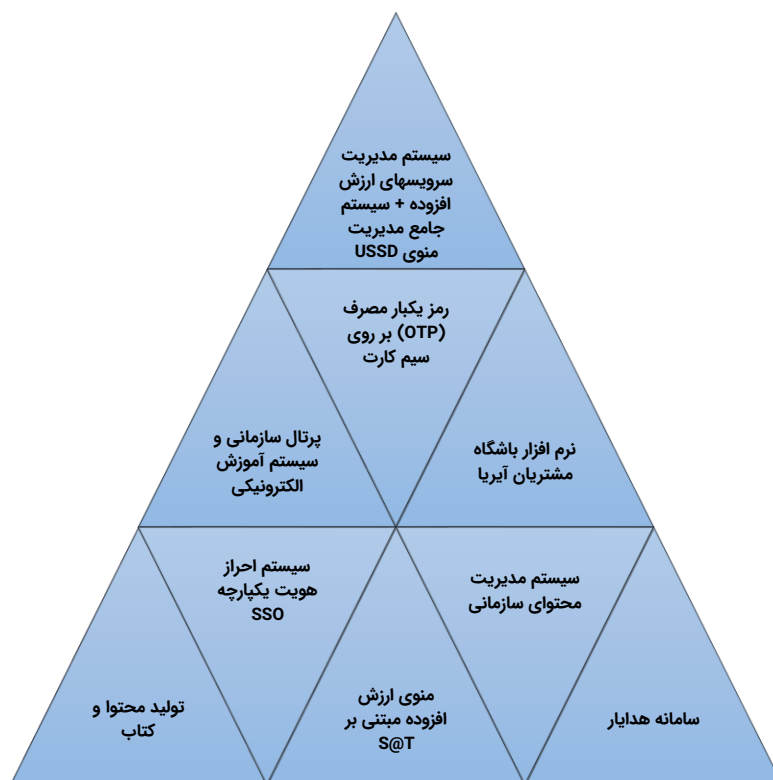 سیستم مدیریت
سرویسهای ارزش
افزوده + سیستم
جامع مدیریت
منوی USSD
رمز یکبار مصرف
(OTP) بر روی
سیم کارت
نرم افزار باشگاه
مشتریان آیریا
پرتال سازمانی و
سیستم آموزش
الکترونیکی
سیستم مدیریت
محتوای سازمانی
سیستم احراز
هویت یکپارچه
SSO
سامانه هدایار
منوی ارزش
افزوده مبتنی بر
S@T
تولید محتوا و
کتاب